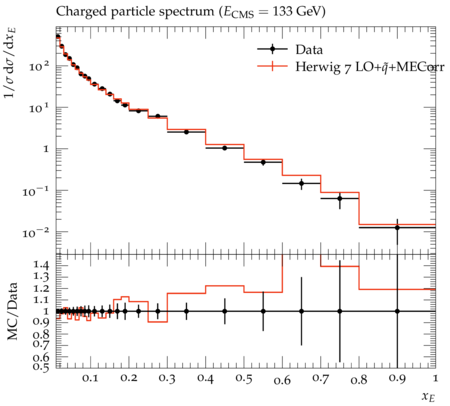 Charged particle spectrum (E_CMS = 133 GeV)
1/σ dσ/dx_E
Data
Herwig 7 LO+q̄+MECorr
10²
10¹
1
10⁻¹
10⁻²
MC/Data
1.4
1.3
1.2
1.1
1
0.9
0.8
0.7
0.6
0.5
0.1 0.2 0.3 0.4 0.5 0.6 0.7 0.8 0.9 1
x_E